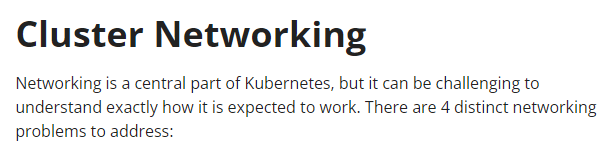 Cluster Networking
Networking is a central part of Kubernetes, but it can be challenging to
understand exactly how it is expected to work. There are 4 distinct networking
problems to address: